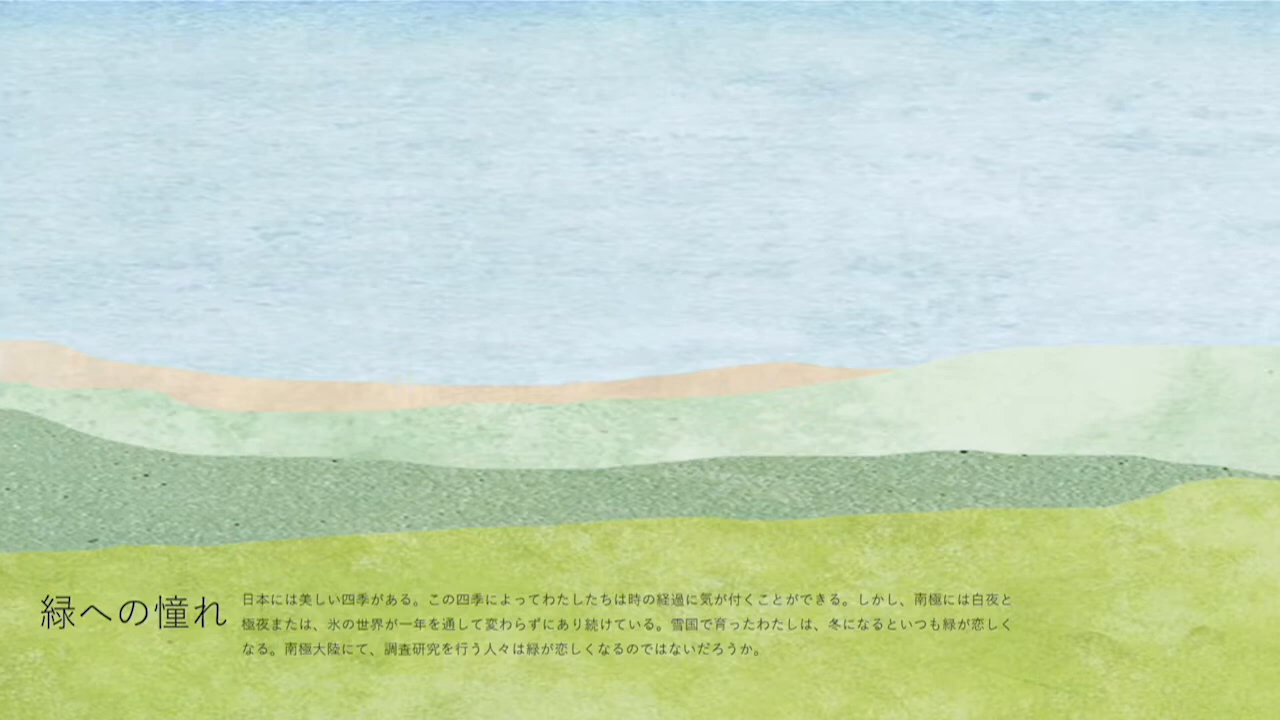 緑への憧れ
日本には美しい四季がある。この四季によってわたしたちは時の経過に気が付くことができる。しかし、南極には白夜と
極夜または、氷の世界が一年を通して変わらずにあり続けている。雪国で育ったわたしは、冬になるといつも緑が恋しく
なる。南極大陸にて、調査研究を行う人々は緑が恋しくなるのではないだろうか。